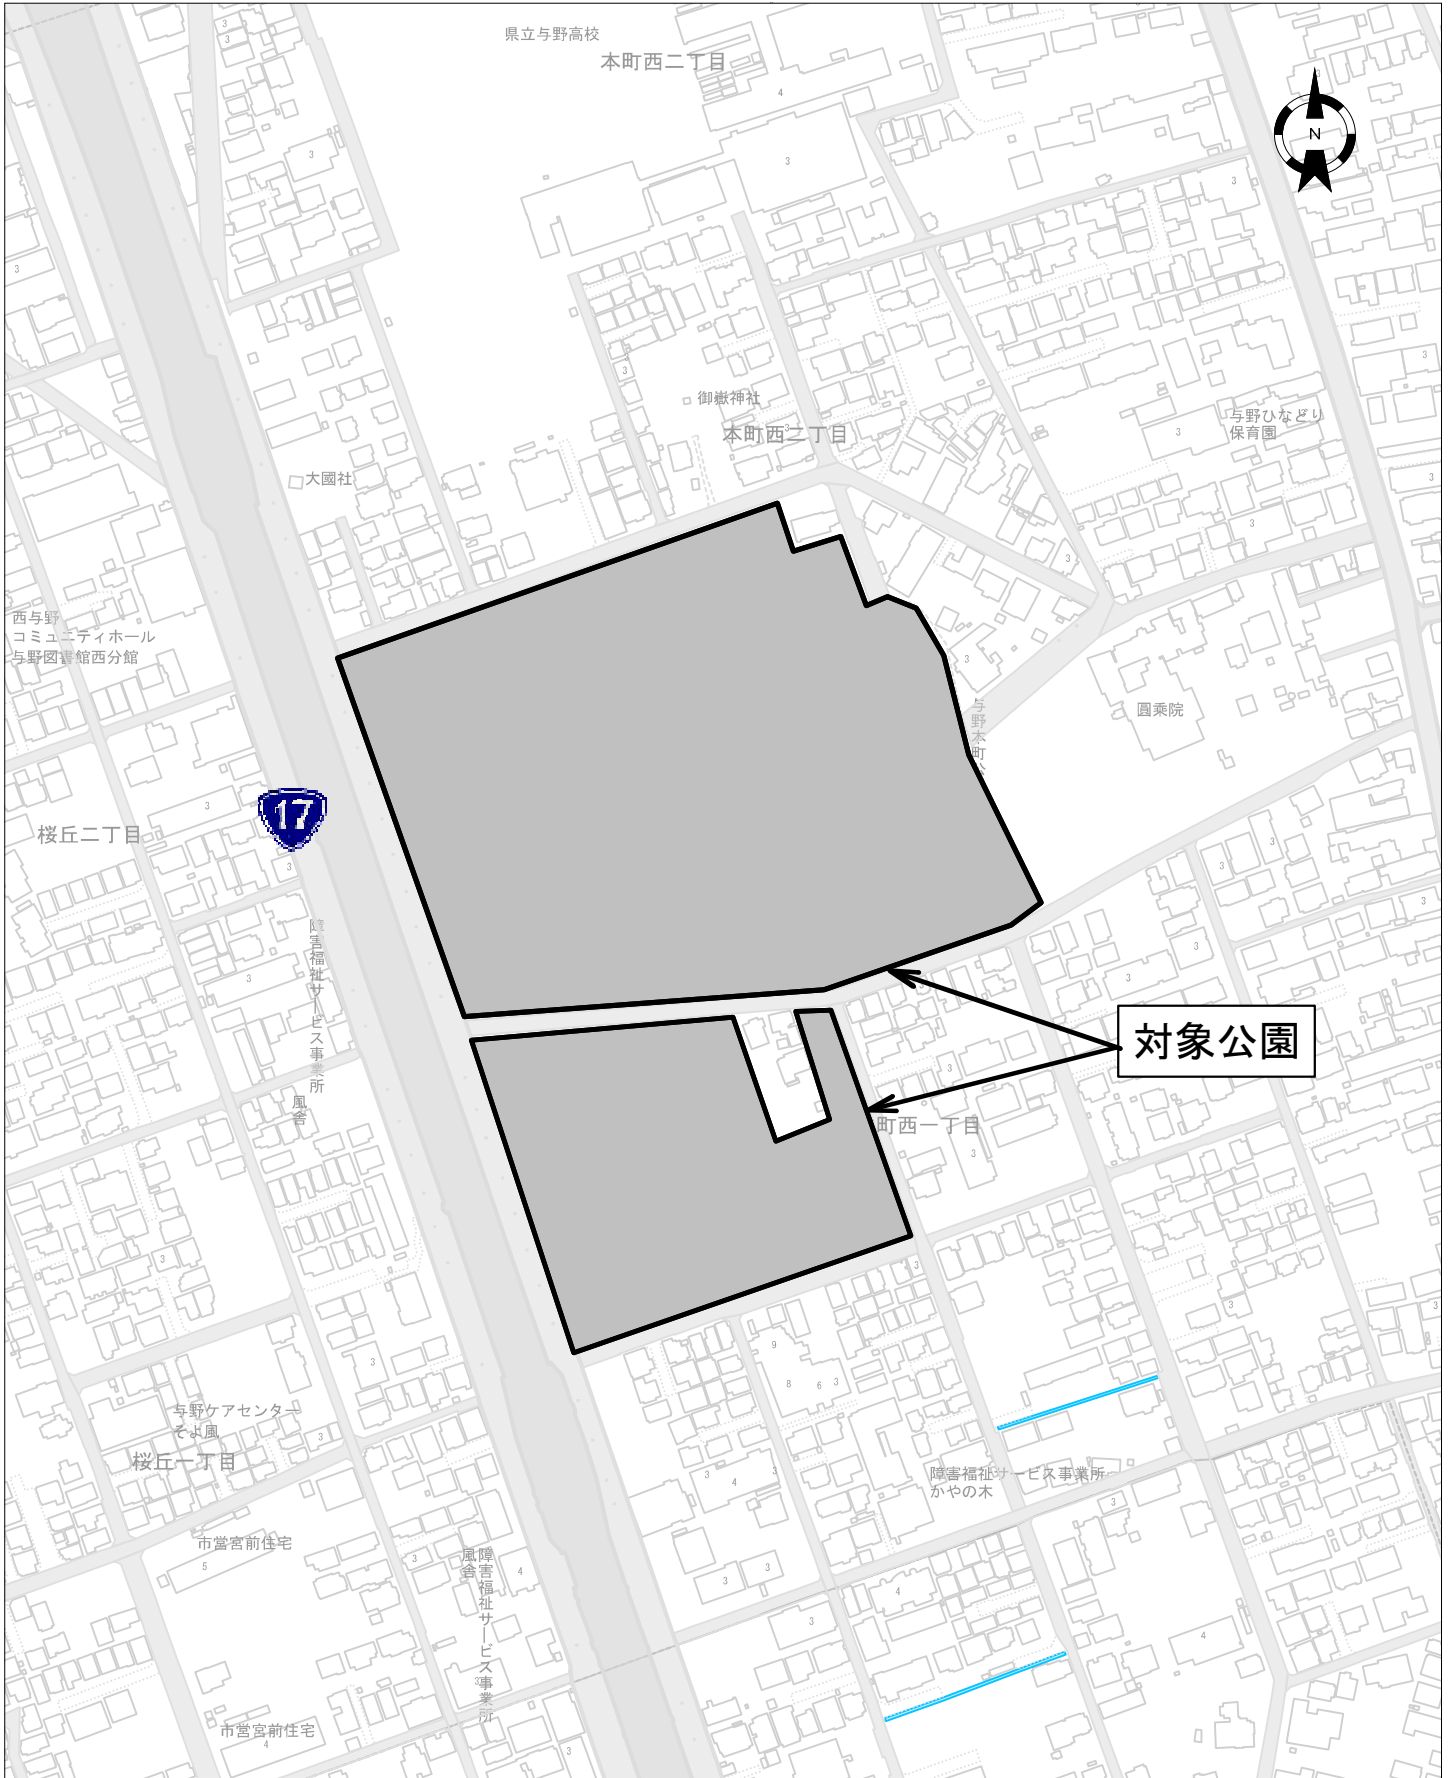 県立与野高校
本町西二丁目
N
御嶽神社
本町西二丁目
与野ひなどり
保育園
大國社
西与野
コミュニティホール
与野図書館西分館
圓乗院
与野本町公
17
桜丘二丁目
障害福祉サービス事業所
風舎
対象公園
町西一丁目
与野ケアセンター
そよ風
桜丘一丁目
障害福祉サービス事業所
かやの木
市営宮前住宅
障害福祉サービス事業所
風舎
市営宮前住宅